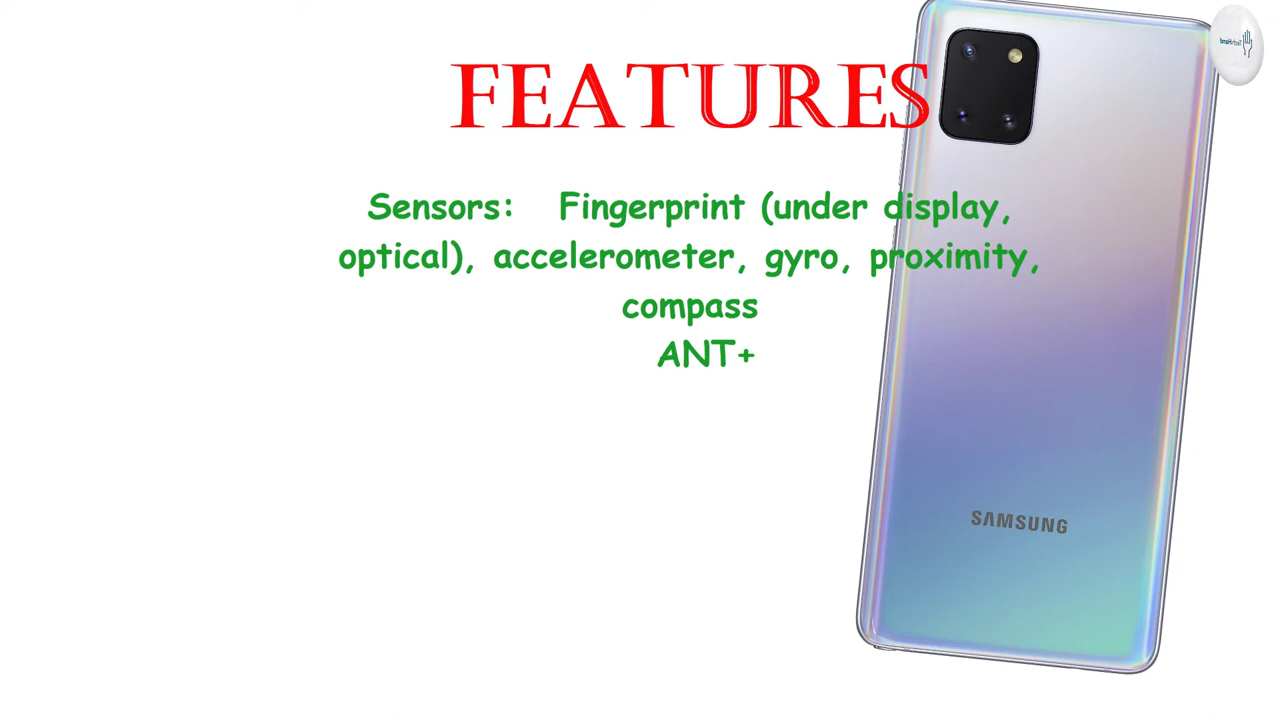 FEATURES
Sensors: Fingerprint (under display,
optical), accelerometer, gyro, proximity,
compass
ANT+
SAMSUNG